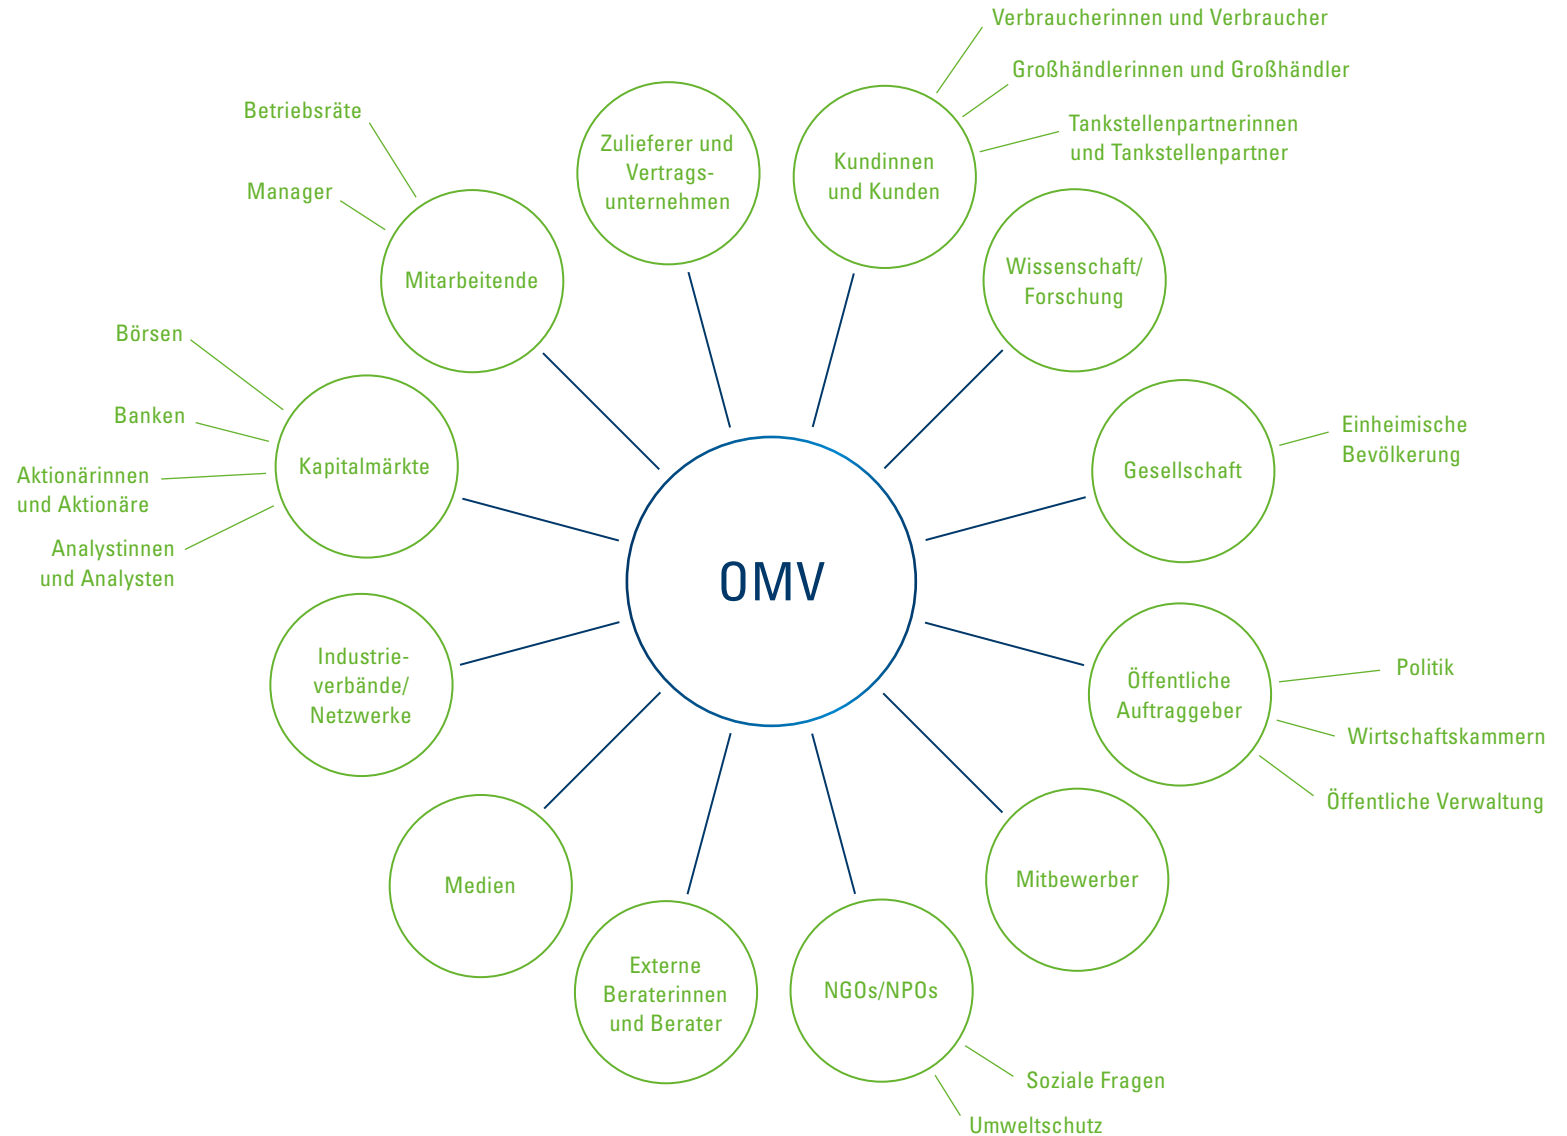 Verbraucherinnen und Verbraucher
Großhändlerinnen und Großhändler
Tankstellenpartnerinnen
und Tankstellenpartner
Betriebsräte
Manager
Zulieferer und
Vertrags-
unternehmen
Kundinnen
und Kunden
Mitarbeitende
Wissenschaft/
Forschung
Börsen
Banken
Aktionärinnen
und Aktionäre
Analystinnen
und Analysten
Kapitalmärkte
Gesellschaft
Einheimische
Bevölkerung
OMV
Industrie-
verbände/
Netzwerke
Öffentliche
Auftraggeber
Politik
Wirtschaftskammern
Öffentliche Verwaltung
Medien
Mitbewerber
Externe
Beraterinnen
und Berater
NGOs/NPOs
Soziale Fragen
Umweltschutz